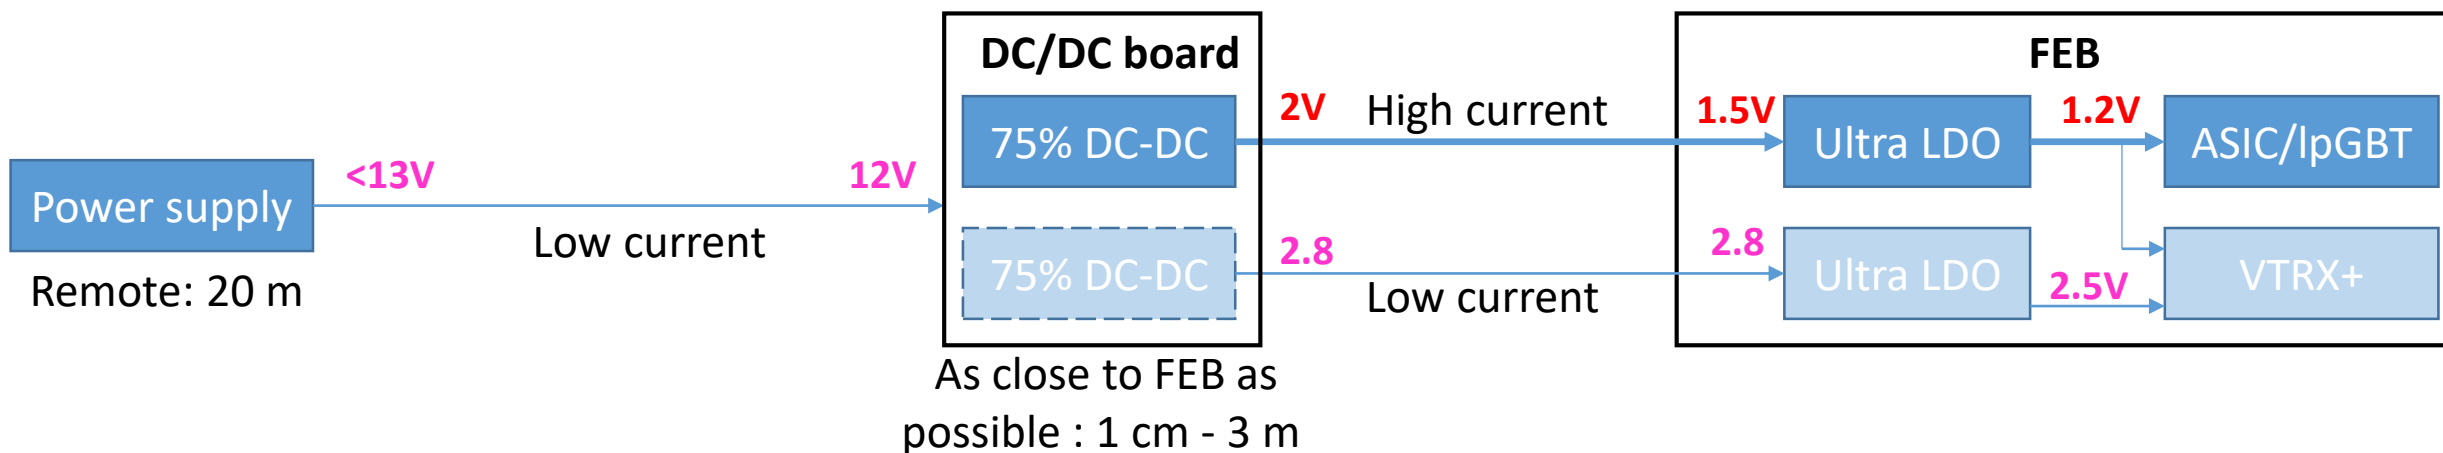 DC/DC board
FEB
75% DC-DC
2V
High current
1.5V
Ultra LDO
1.2V
ASIC/lpGBT
Power supply
<13V
12V
Low current
Remote: 20 m
75% DC-DC
2.8
Low current
2.8
Ultra LDO
2.5V
VTRX+
As close to FEB as
possible : 1 cm - 3 m